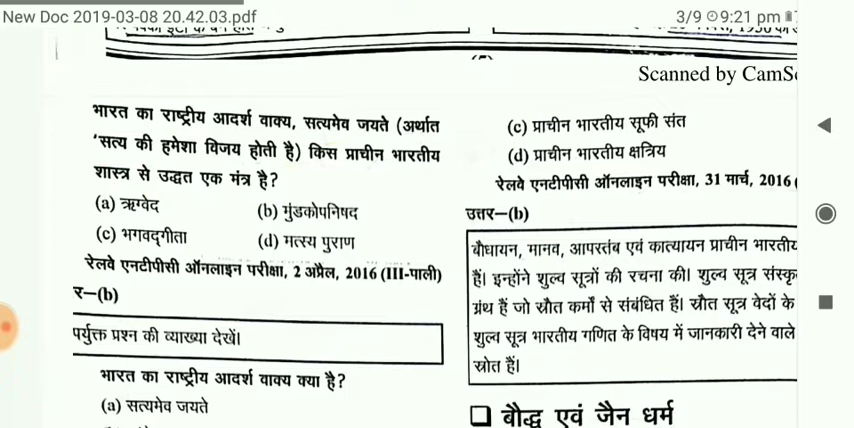 New Doc 2019-03-08 20.42.03.pdf
3/9 9:21 pm
Scanned by CamSc
भारत का राष्ट्रीय आदर्श वाक्य, सत्यमेव जयते (अर्थात
‘सत्य की हमेशा विजय होती है) किस प्राचीन भारतीय
शास्त्र से उद्धत एक मंत्र है?
(a) ऋग्वेद (b) मुंडकोपनिषद
(c) भगवद्गीता (d) मत्स्य पुराण
रेलवे एनटीपीसी ऑनलाइन परीक्षा, 2 अप्रैल, 2016 (III-पाली)
र—(b)
पर्युक्त प्रश्न की व्याख्या देखें।
भारत का राष्ट्रीय आदर्श वाक्य क्या है?
(a) सत्यमेव जयते
(c) प्राचीन भारतीय सूफी संत
(d) प्राचीन भारतीय क्षत्रिय
रेलवे एनटीपीसी ऑनलाइन परीक्षा, 31 मार्च, 2016 (
उत्तर—(b)
बौधायन, मानव, आपस्तंब एवं कात्यायन प्राचीन भारतीय
हैं। इन्होंने शुल्व सूत्रों की रचना की। शुल्व सूत्र संस्कृ
ग्रंथ हैं जो स्रौत कर्मों से संबंधित हैं। स्रौत सूत्र वेदों के
शुल्व सूत्र भारतीय गणित के विषय में जानकारी देने वाले
स्रोत हैं।
❑ बौद्ध एवं जैन धर्म